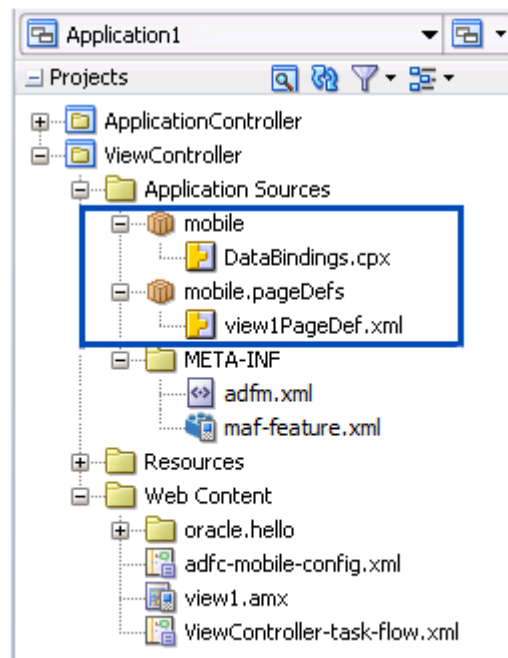 Application1
Projects
ApplicationController
ViewController
Application Sources
mobile
DataBindings.cpx
mobile.pageDefs
view1PageDef.xml
META-INF
adfm.xml
maf-feature.xml
Resources
Web Content
oracle.hello
adfc-mobile-config.xml
view1.amx
ViewController-task-flow.xml